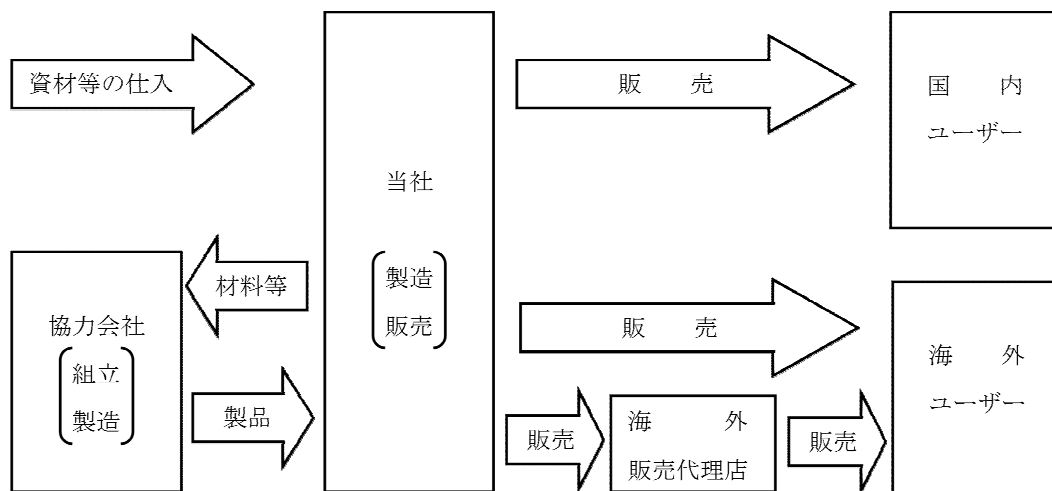 資材等の仕入
販　　売
国　　内
ユーザー
当社
製造
販売
材料等
協力会社
組立
製造
製品
販　　売
海　　外
ユーザー
販売
海　　外
販売代理店
販売